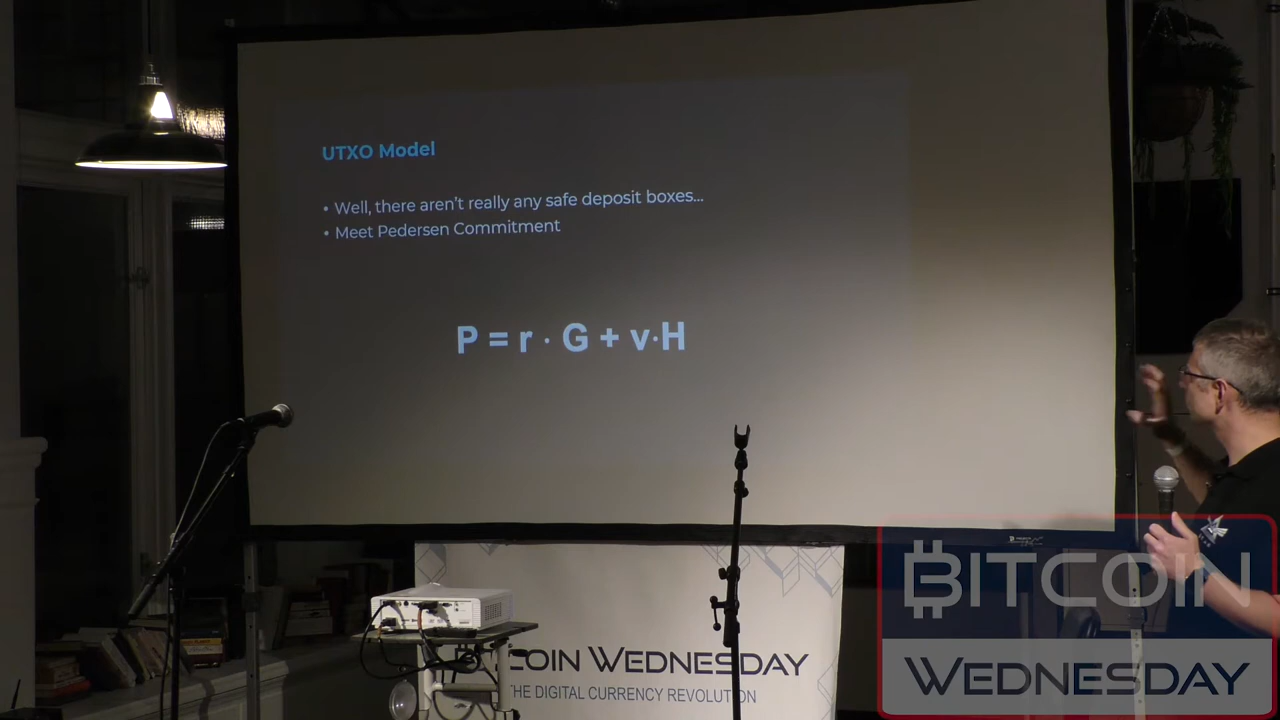 UTXO Model
• Well, there aren't really any safe deposit boxes...
• Meet Pedersen Commitment
P = r · G + v·H
COIN WEDNESDAY
THE DIGITAL CURRENCY REVOLUTION
BITCOIN
WEDNESDAY